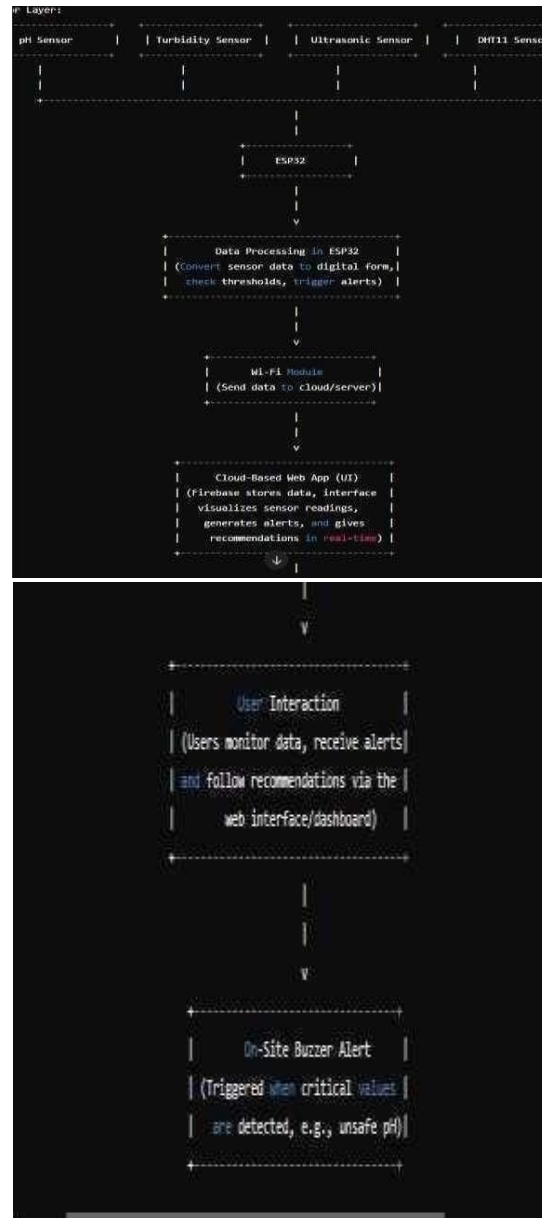 r Layer:
pH Sensor | | Turbidity Sensor | | Ultrasonic Sensor | | DHT11 Senso
ESP32
Data Processing in ESP32
(Convert sensor data to digital form,
check thresholds, trigger alerts)
Wi-Fi Module
(Send data to cloud/server)
Cloud-Based Web App (UI)
(Firebase stores data, interface
visualizes sensor readings,
generates alerts, and gives
recommendations in real-time)
User Interaction
(Users monitor data, receive alerts
and follow recommendations via the
web interface/dashboard)
On-Site Buzzer Alert
(Triggered when critical values
are detected, e.g., unsafe pH)